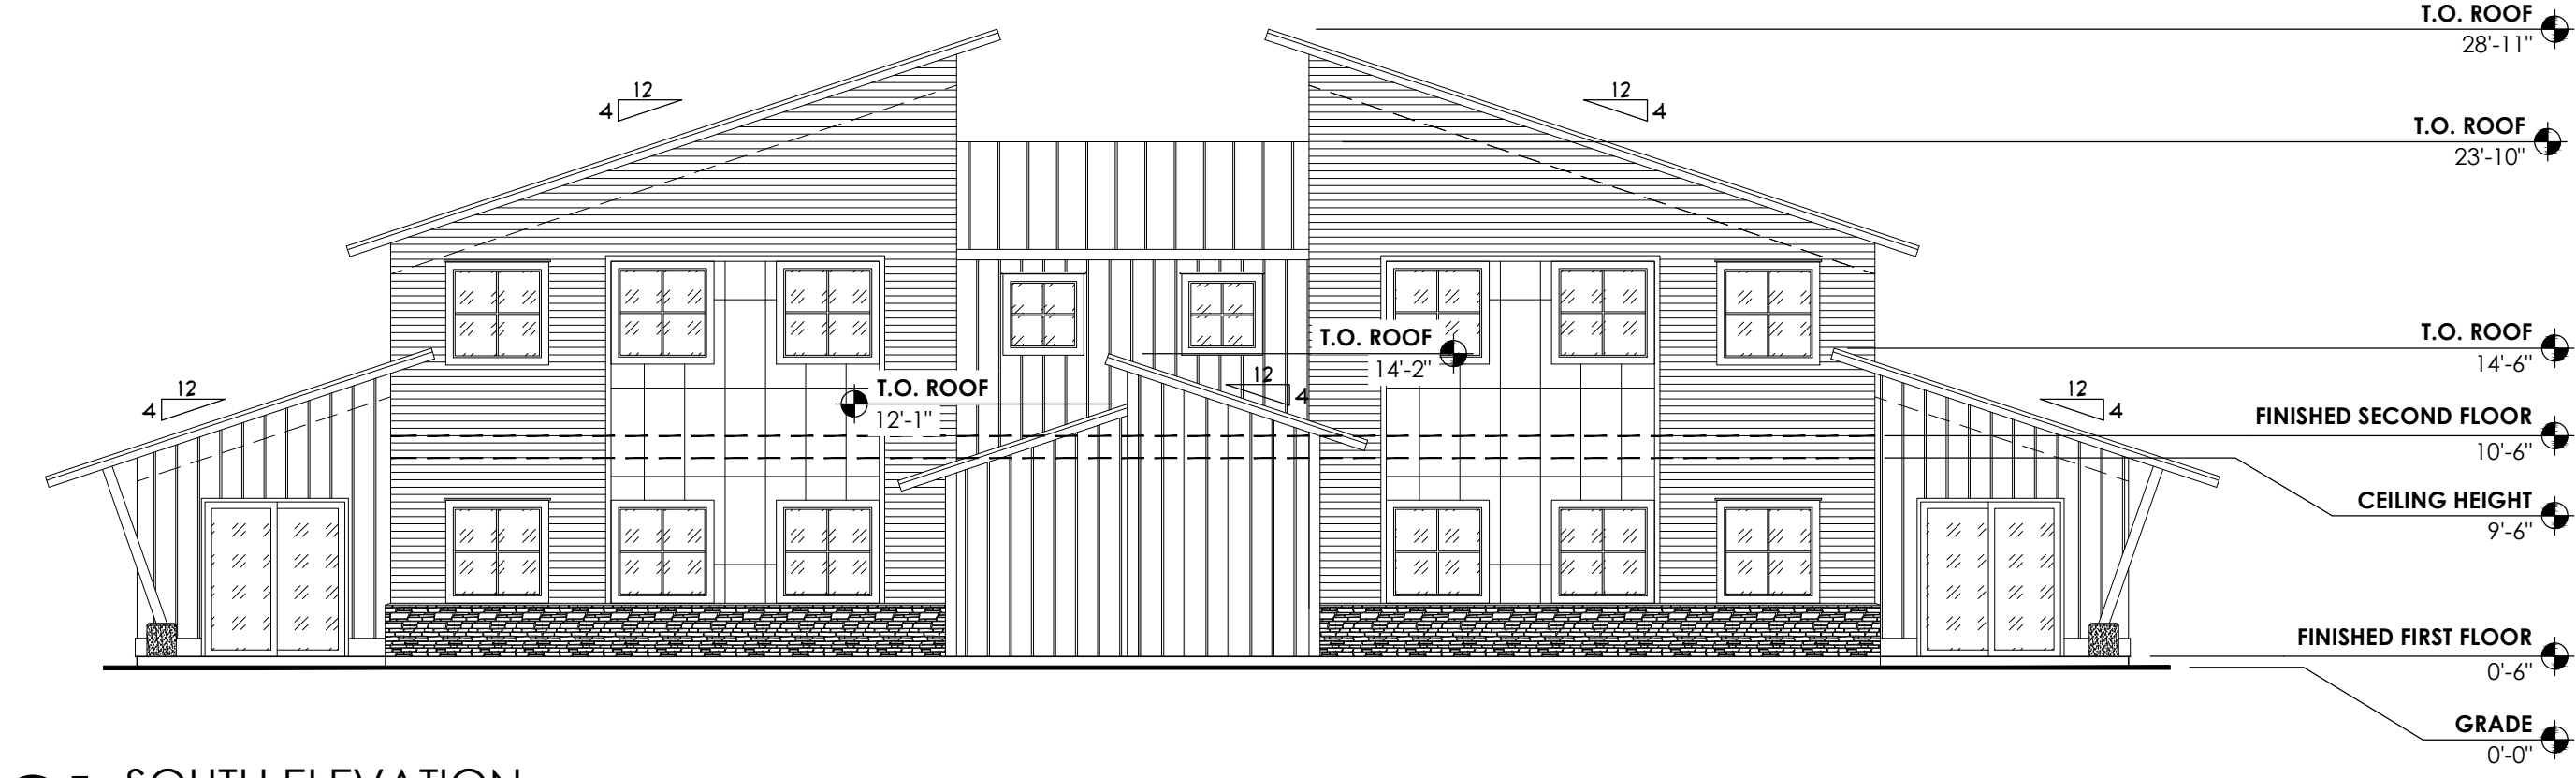 T.O. ROOF
28'-11"
12
4
12
4
T.O. ROOF
23'-10"
T.O. ROOF
14'-2"
T.O. ROOF
14'-6"
12
4
T.O. ROOF
12'-1"
12
4
12
4
FINISHED SECOND FLOOR
10'-6"
CEILING HEIGHT
9'-6"
FINISHED FIRST FLOOR
0'-6"
GRADE
0'-0"
SOUTH ELEVATION